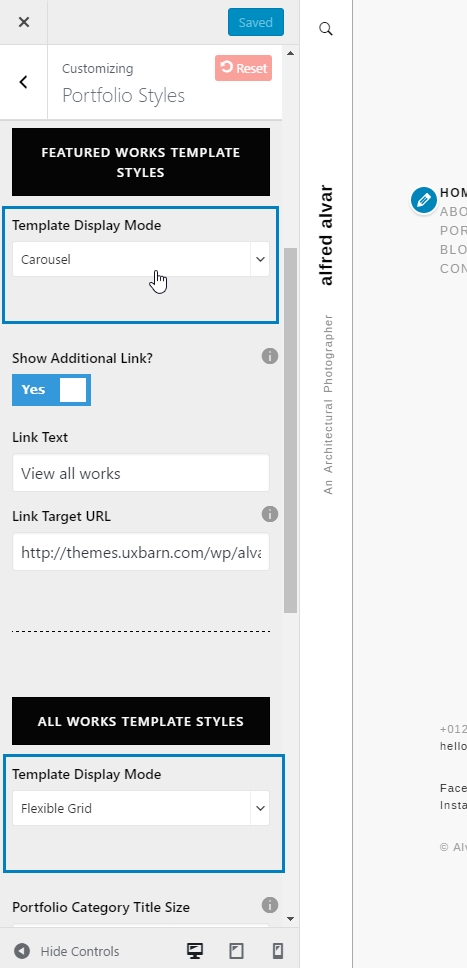 Saved
Customizing
Reset
Portfolio Styles
FEATURED WORKS TEMPLATE
STYLES
Template Display Mode
Carousel
Show Additional Link?
Yes
Link Text
View all works
Link Target URL
http://themes.uxbarn.com/wp/alva
ALL WORKS TEMPLATE STYLES
Template Display Mode
Flexible Grid
Portfolio Category Title Size
Hide Controls
alfred alvar
An Architectural Photographer
HOM
ABO
POR
BLO
CON
+012
hello
Face
Insta
© Alv